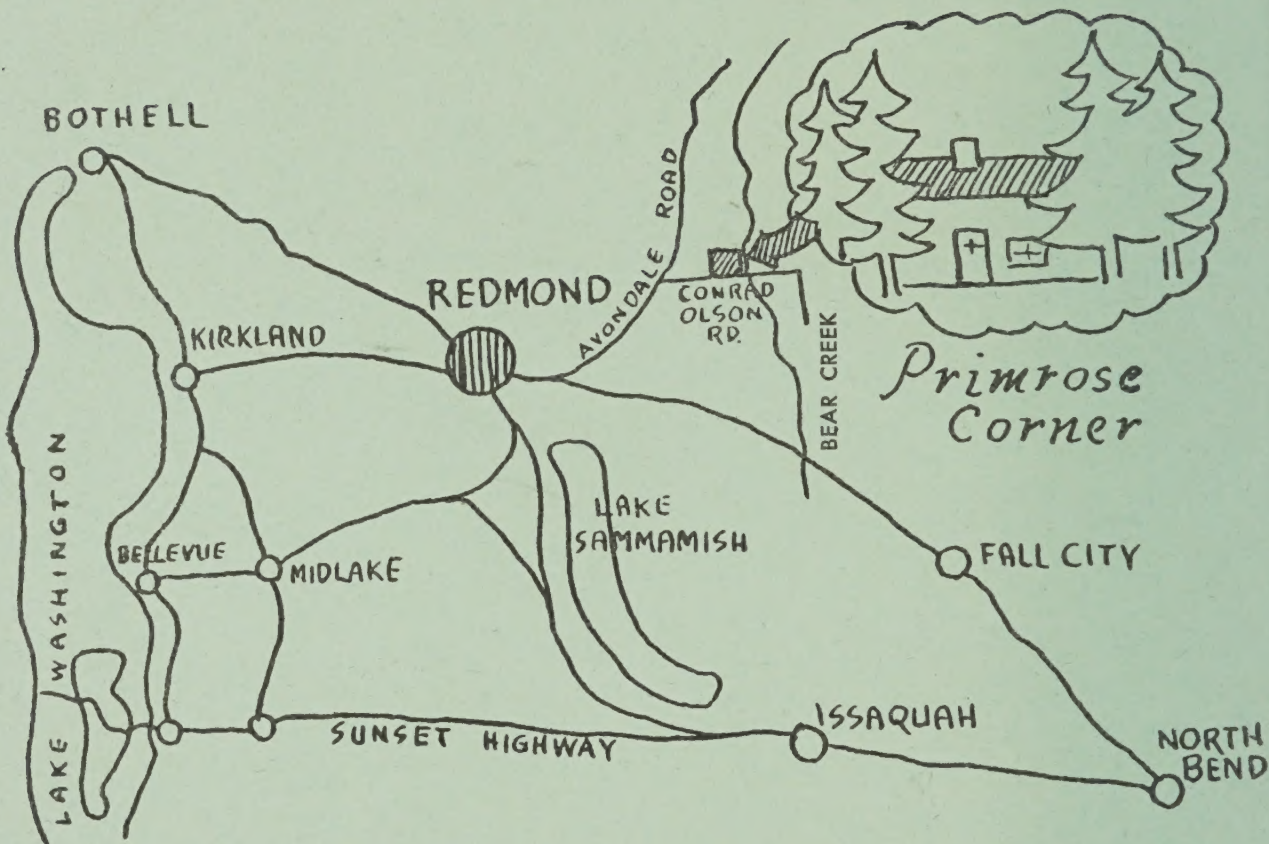 BOTHELL
AVONDALE ROAD
REDMOND
CONRAD
OLSON
RD.
KIRKLAND
BEAR CREEK
Primrose
Corner
LAKE WASHINGTON
LAKE
SAMMAMISH
BELLEVUE
MIDLAKE
FALL CITY
SUNSET HIGHWAY
ISSAQUAH
NORTH
BEND